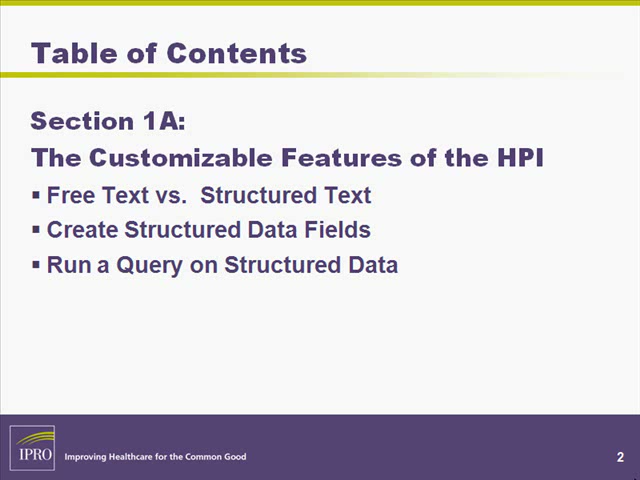 Table of Contents
Section 1A:
The Customizable Features of the HPI
▪ Free Text vs.  Structured Text
▪ Create Structured Data Fields
▪ Run a Query on Structured Data
IPRO
Improving Healthcare for the Common Good
2